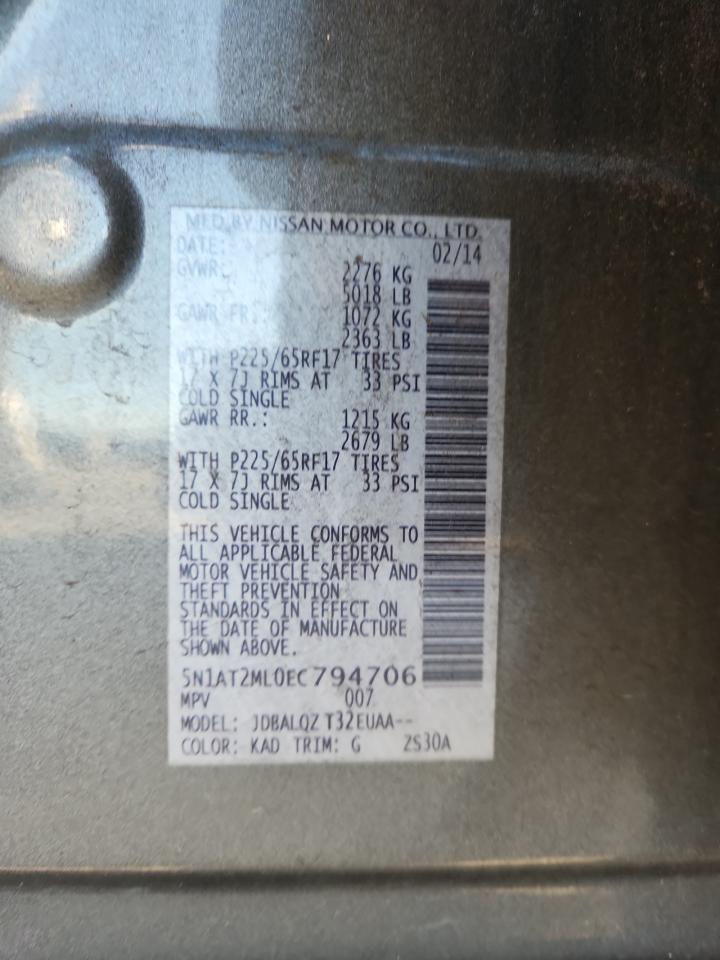 MFD BY NISSAN MOTOR CO., LTD.
DATE: 02/14
GVWR: 2276 KG
5018 LB
GAWR FR.: 1072 KG
2363 LB
WITH P225/65RF17 TIRES
17 X 7J RIMS AT 33 PSI
COLD SINGLE
GAWR RR.: 1215 KG
2679 LB
WITH P225/65RF17 TIRES
17 X 7J RIMS AT 33 PSI
COLD SINGLE
THIS VEHICLE CONFORMS TO
ALL APPLICABLE FEDERAL
MOTOR VEHICLE SAFETY AND
THEFT PREVENTION
STANDARDS IN EFFECT ON
THE DATE OF MANUFACTURE
SHOWN ABOVE.
5N1AT2ML0EC794706
MPV 007
MODEL: JDBALQZ T32EUAA--
COLOR: KAD TRIM: G ZS30A